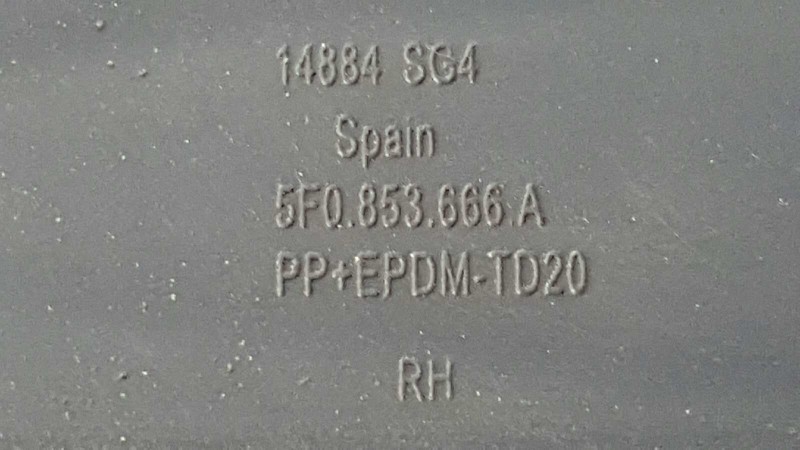 14884 SG4
Spain
5F0.853.666.A
PP+EPDM-TD20
RH